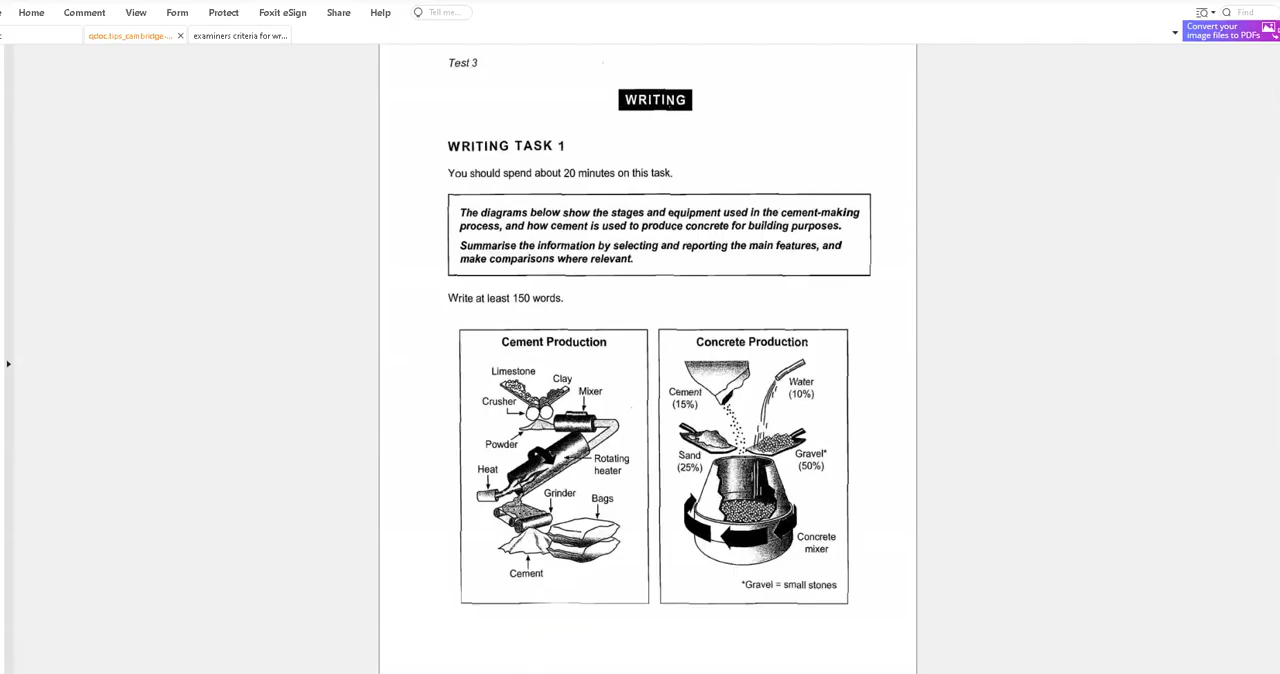 Home Comment View Form Protect Foxit eSign Share Help Tell me... Find
Convert your
image files to PDFs
qdoc.tips_cambridge-... examiners criteria for wr...
Test 3
WRITING
WRITING TASK 1
You should spend about 20 minutes on this task.
The diagrams below show the stages and equipment used in the cement-making
process, and how cement is used to produce concrete for building purposes.
Summarise the information by selecting and reporting the main features, and
make comparisons where relevant.
Write at least 150 words.
Cement Production
Limestone
Clay
Mixer
Crusher
Powder
Rotating
heater
Heat
Grinder
Bags
Cement
Concrete Production
Cement
(15%)
Water
(10%)
Sand
(25%)
Gravel*
(50%)
Concrete
mixer
*Gravel = small stones